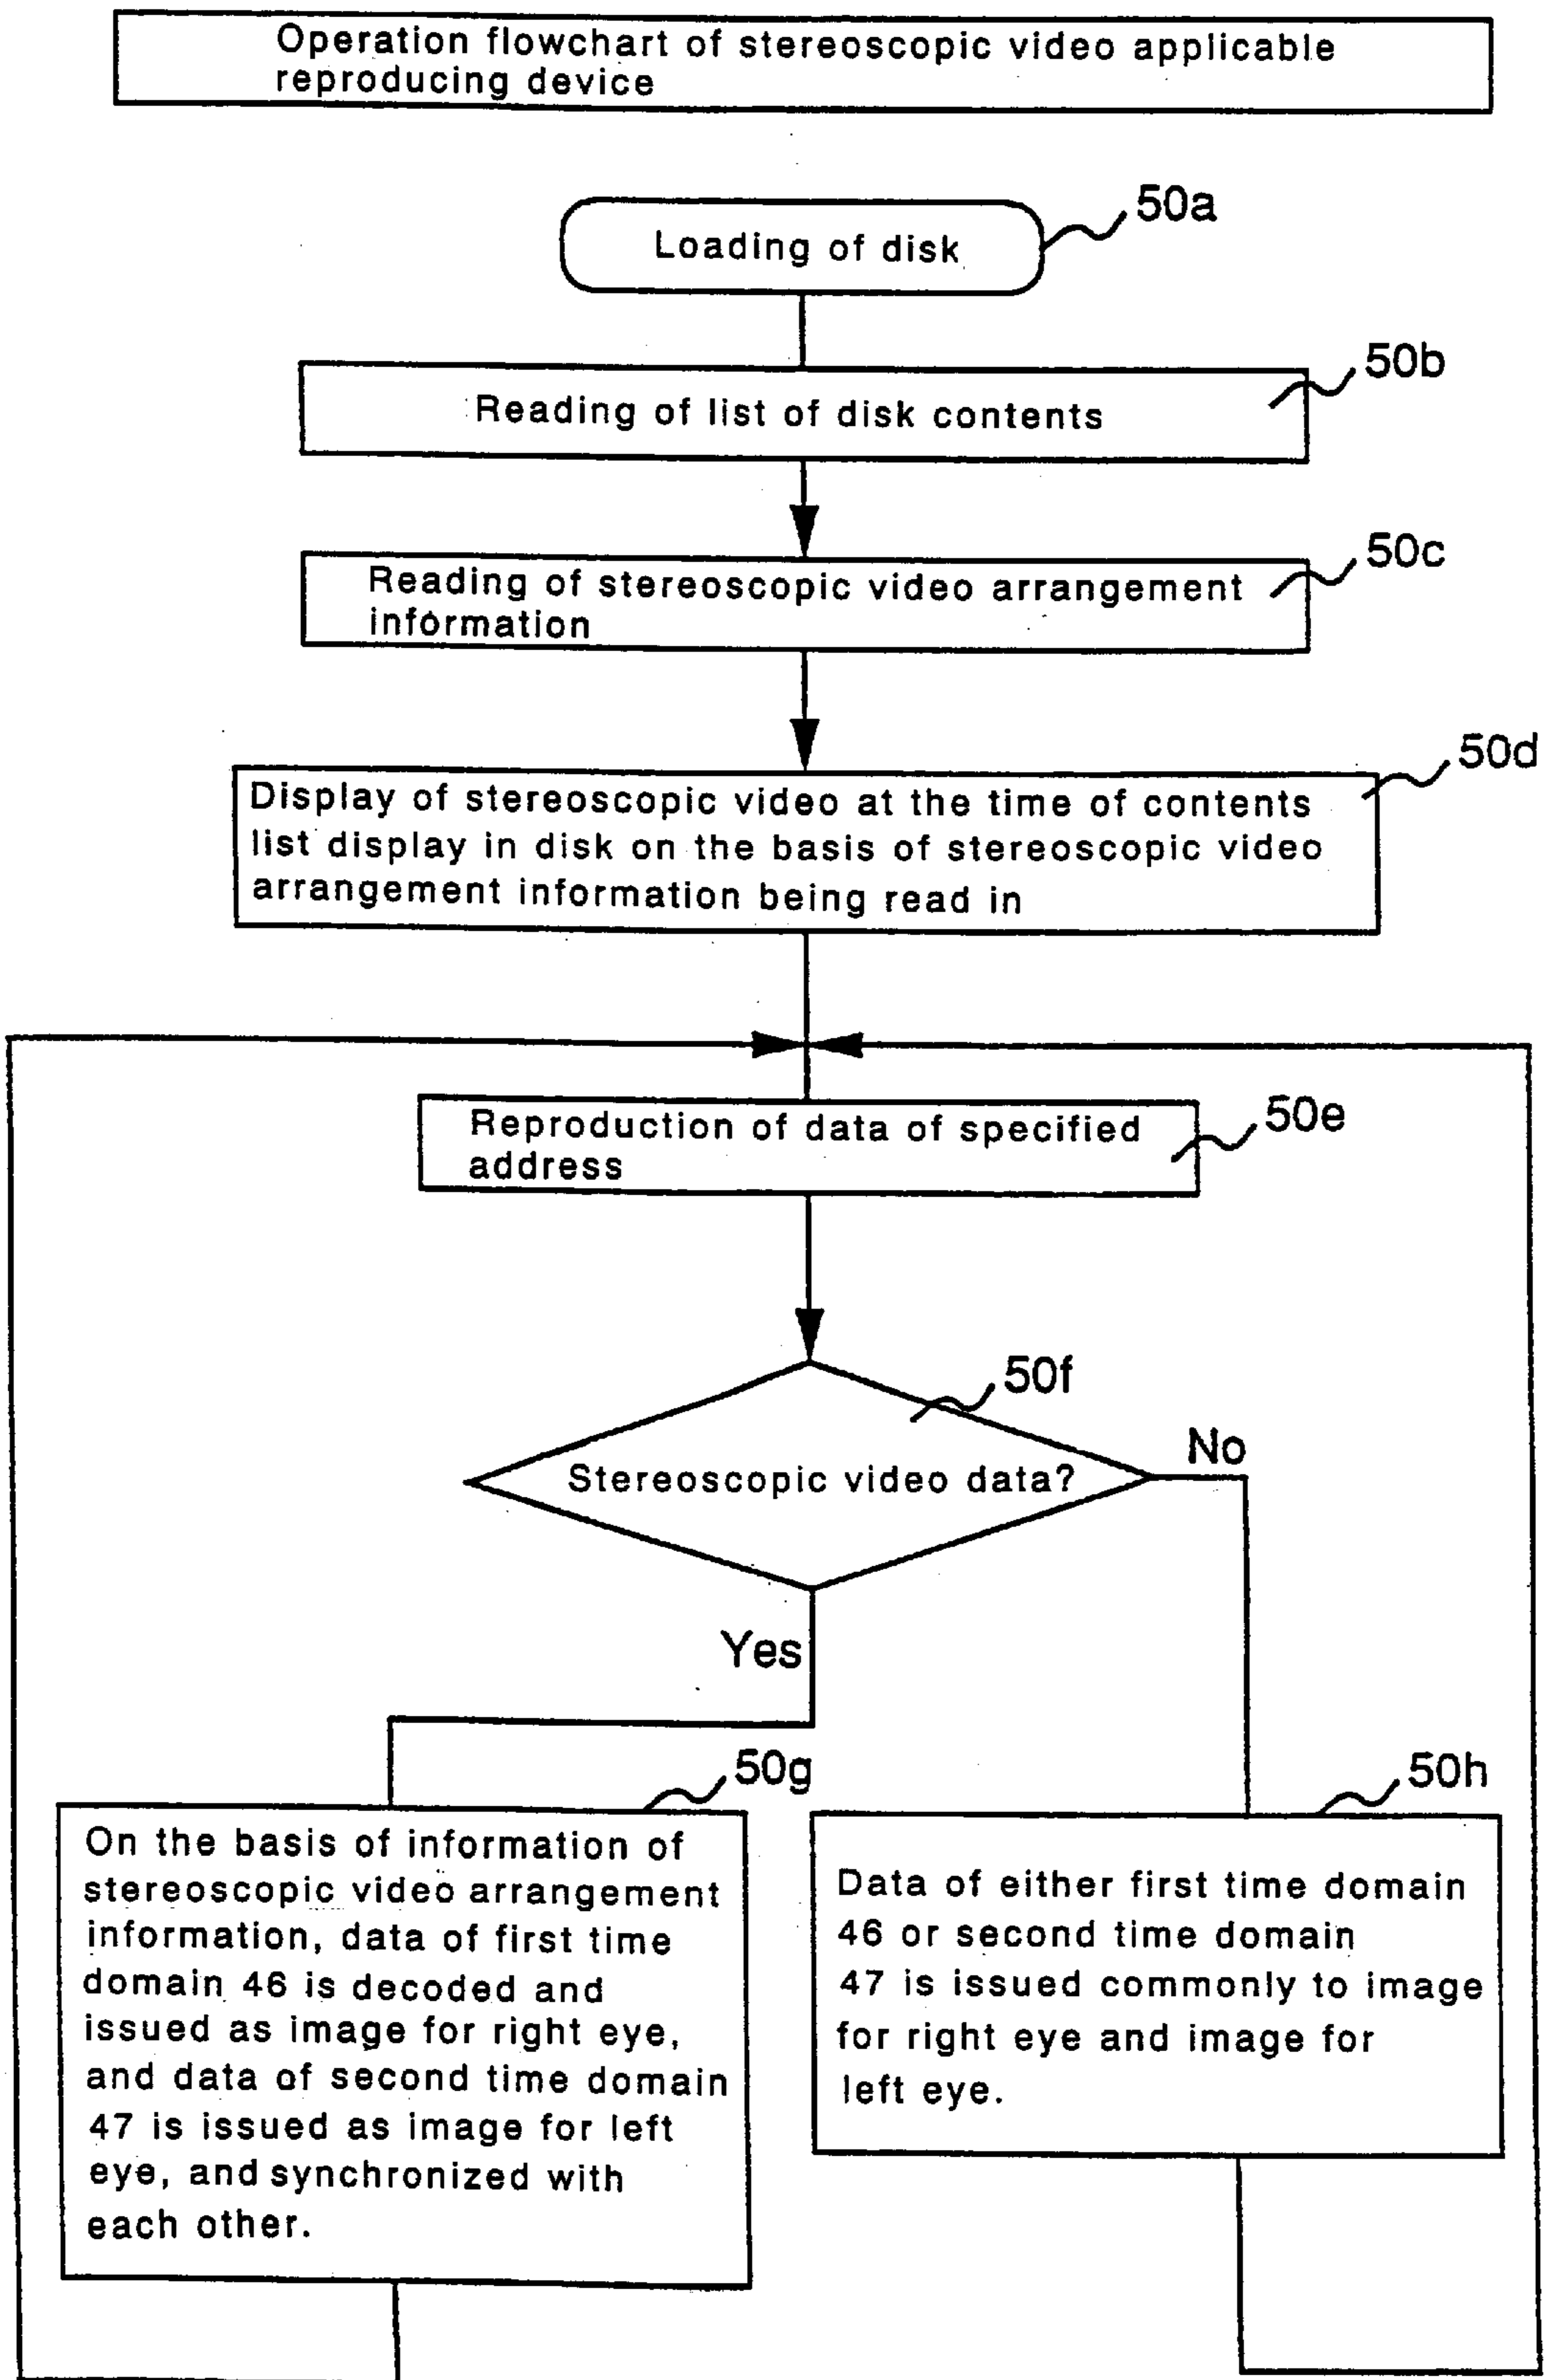 Operation flowchart of stereoscopic video applicable
reproducing device
50a
Loading of disk
50b
Reading of list of disk contents
50c
Reading of stereoscopic video arrangement
information
50d
Display of stereoscopic video at the time of contents
list display in disk on the basis of stereoscopic video
arrangement information being read in
Reproduction of data of specified
address
50e
50f
No
Stereoscopic video data?
Yes
50g
On the basis of information of
stereoscopic video arrangement
information, data of first time
domain 46 is decoded and
issued as image for right eye,
and data of second time domain
47 is issued as image for left
eye, and synchronized with
each other.
50h
Data of either first time domain
46 or second time domain
47 is issued commonly to image
for right eye and image for
left eye.